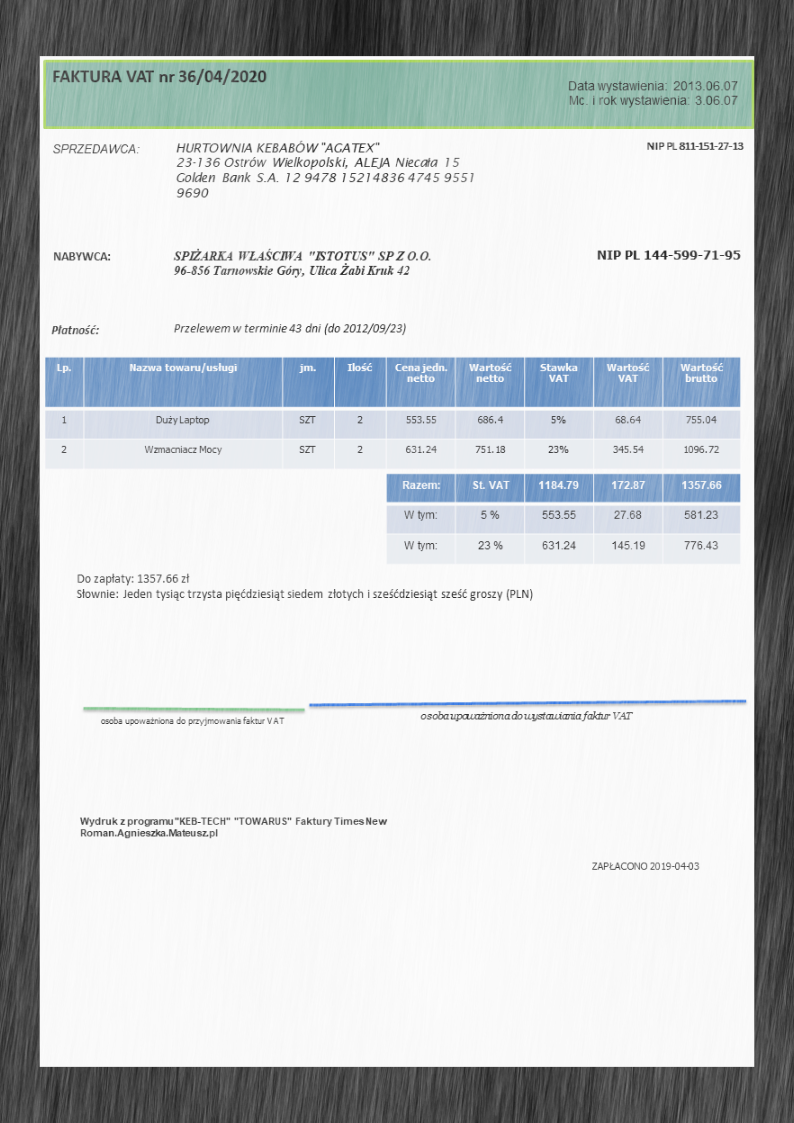 FAKTURA VAT nr 36/04/2020
Data wystawienia: 2013.06.07
Mc. i rok wystawienia: 3.06.07
SPRZEDAWCA:
HURTOWNIA KEBABÓW "AGATEX"
23-136 Ostrów Wielkopolski, ALEJA Niecała 15
Golden Bank S.A. 12 9478 15214836 4745 9551
9690
NIP PL 811-151-27-13
NABYWCA:
SPIŻARKA WŁAŚCIWA "ISTOTUS" SP Z O.O.
96-856 Tarnowskie Góry, Ulica Żabi Kruk 42
NIP PL 144-599-71-95
Płatność:
Przelewem w terminie 43 dni (do 2012/09/23)
Lp. Nazwa towaru/usługi jm. Ilość Cena jedn. netto Wartość netto Stawka VAT Wartość VAT Wartość brutto
1 Duży Laptop SZT 2 553.55 686.4 5% 68.64 755.04
2 Wzmacniacz Mocy SZT 2 631.24 751.18 23% 345.54 1096.72
Razem: St. VAT 1184.79 172.87 1357.66
W tym: 5 % 553.55 27.68 581.23
W tym: 23 % 631.24 145.19 776.43
Do zapłaty: 1357.66 zł
Słownie: Jeden tysiąc trzysta pięćdziesiąt siedem złotych i sześćdziesiąt sześć groszy (PLN)
osoba upoważniona do przyjmowania faktur VAT
osoba upoważniona do wystawiania faktur VAT
Wydruk z programu "KEB-TECH" "TOWARUS" Faktury Times New
Roman.Agnieszka.Mateusz.pl
ZAPŁACONO 2019-04-03